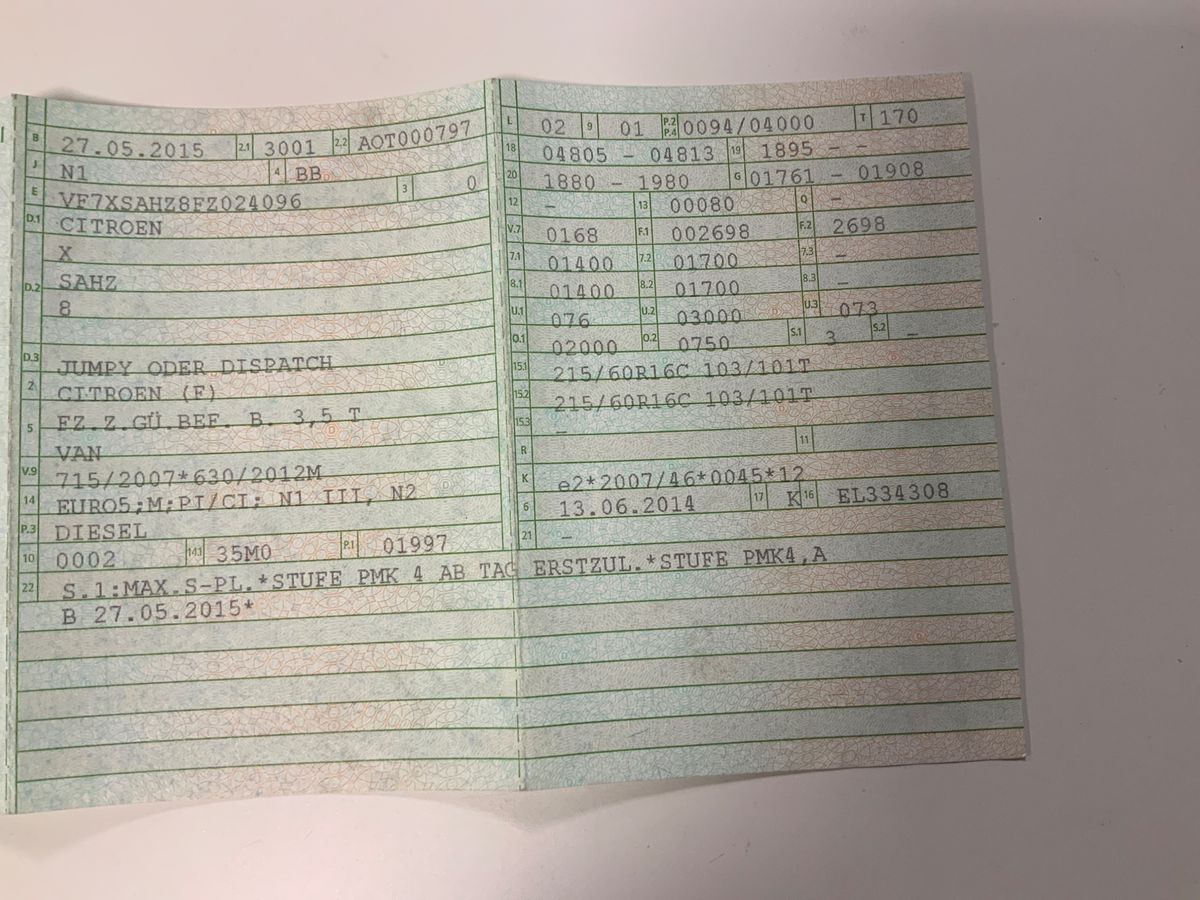 B 27.05.2015 2.1 3001 2.2 AOT000797
J N1 4 BB
E VF7XSAHZ8FZ024096 3 0
D.1 CITROEN
X
D.2 SAHZ
8
D.3 JUMPY ODER DISPATCH
2 CITROEN (F)
5 FZ.Z.GÜ.BEF. B. 3,5 T
VAN
V.9 715/2007*630/2012M
14 EURO5;M;PI/CI; N1 III, N2
P.3 DIESEL
10 0002 14.1 35M0 P.1 01997
L 02 9 01 P.2 P.4 0094/04000 T 170
18 04805 - 04813 19 1895 - -
20 1880 - 1980 G 01761 - 01908
12 - 13 00080 Q -
V.7 0168 F.1 002698 F.2 2698
7.1 01400 7.2 01700 7.3 -
8.1 01400 8.2 01700 8.3 -
U.1 076 U.2 03000 U.3 073
O.1 02000 O.2 0750 S.1 3 S.2 -
15.1 215/60R16C 103/101T
15.2 215/60R16C 103/101T
15.3 -
R 11
K e2*2007/46*0045*12
6 13.06.2014 17 K 16 EL334308
21 -
22 S.1:MAX.S-PL.*STUFE PMK 4 AB TAG ERSTZUL.*STUFE PMK4,A
B 27.05.2015*